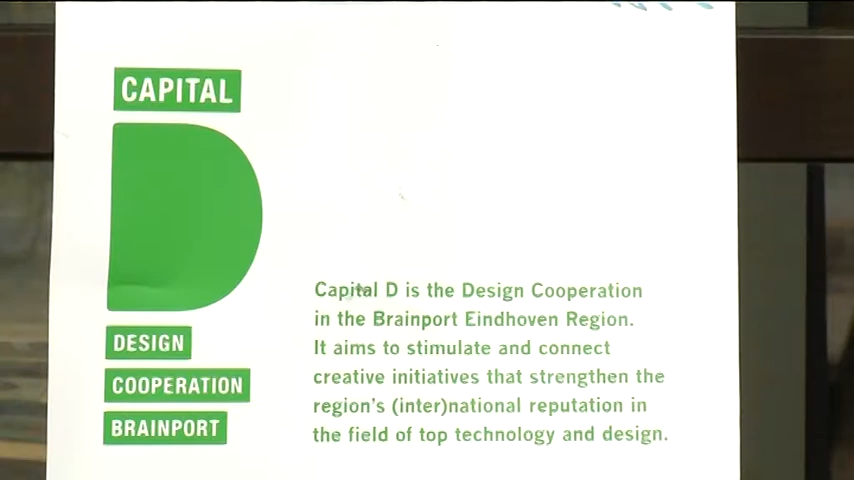 CAPITAL
DESIGN
COOPERATION
BRAINPORT
Capital D is the Design Cooperation
in the Brainport Eindhoven Region.
It aims to stimulate and connect
creative initiatives that strengthen the
region's (inter)national reputation in
the field of top technology and design.